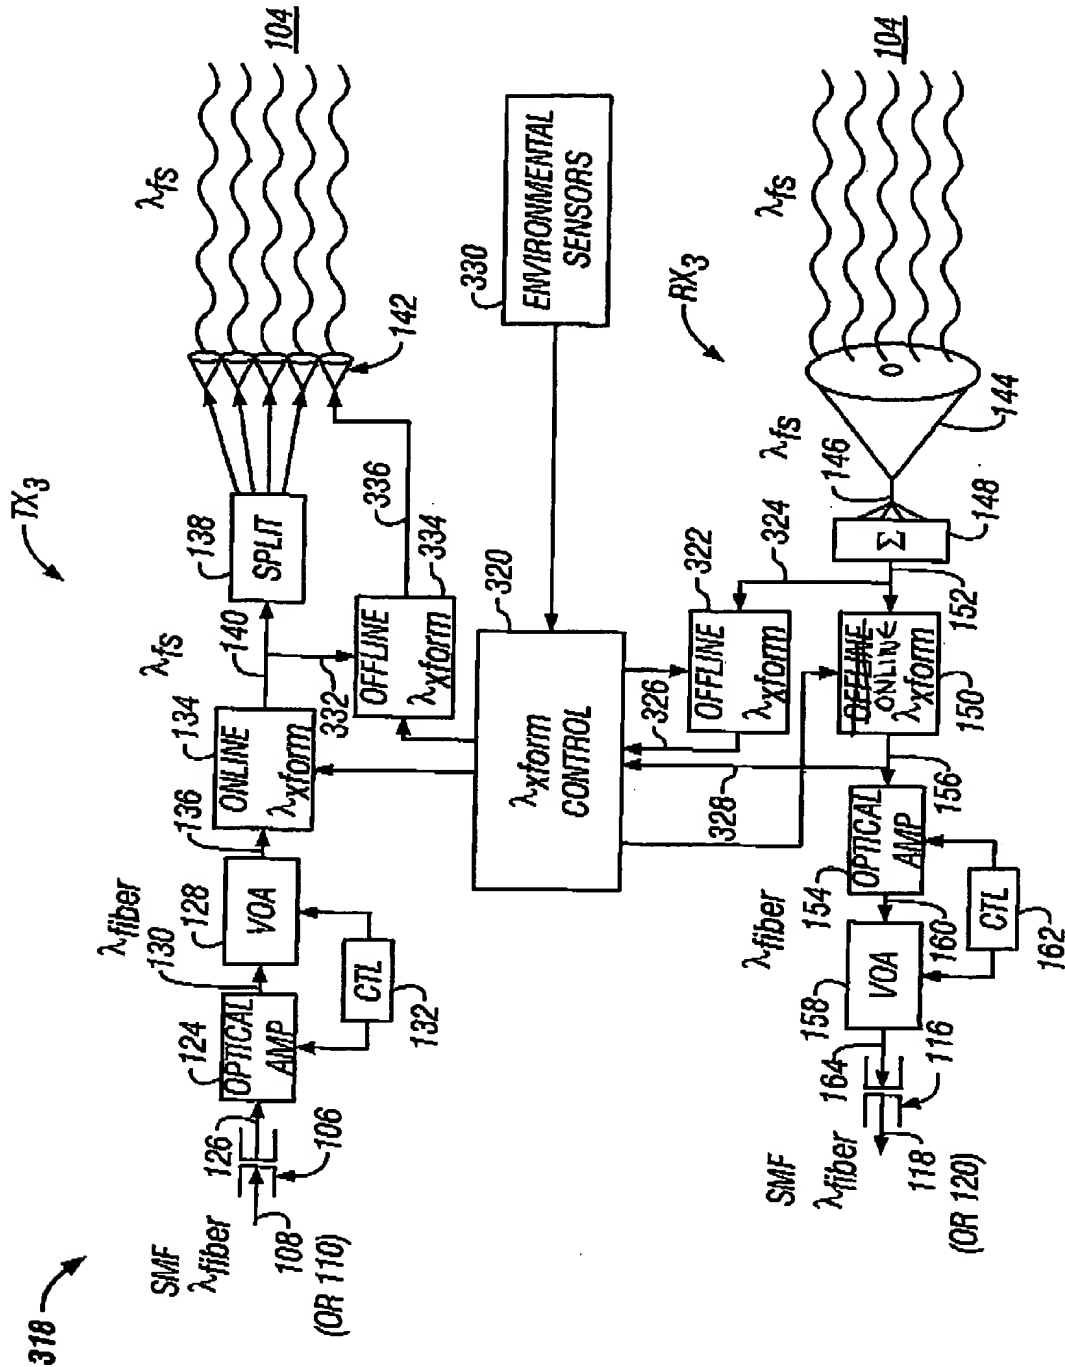 318
TX3
SMF
λfiber
108
(OR 110)
106
126
124
OPTICAL
AMP
130
λfiber
128
VOA
CTL
132
136
134
ONLINE
λxform
140
λfs
138
SPLIT
332
OFFLINE
λxform
334
336
142
λfs
104
320
λxform
CONTROL
330
ENVIRONMENTAL
SENSORS
RX3
λfs
104
144
146
λfs
148
Σ
152
324
322
OFFLINE
λxform
326
328
OFFLINE
ONLINE
λxform
150
156
154
OPTICAL
AMP
160
λfiber
158
VOA
CTL
162
164
116
SMF
λfiber
118
(OR 120)